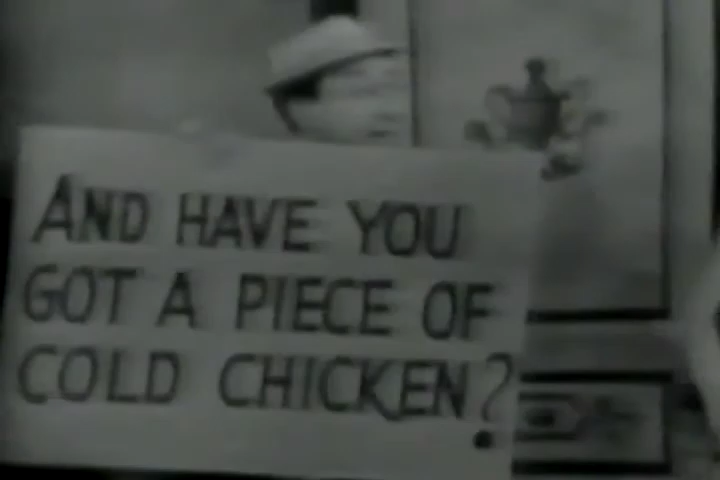 AND HAVE YOU
GOT A PIECE OF
COLD CHICKEN?